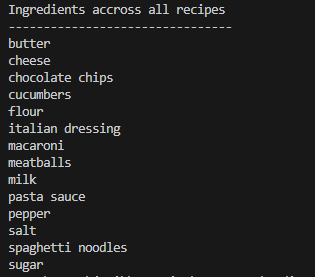 Ingredients accross all recipes
--------------------------------
butter
cheese
chocolate chips
cucumbers
flour
italian dressing
macaroni
meatballs
milk
pasta sauce
pepper
salt
spaghetti noodles
sugar